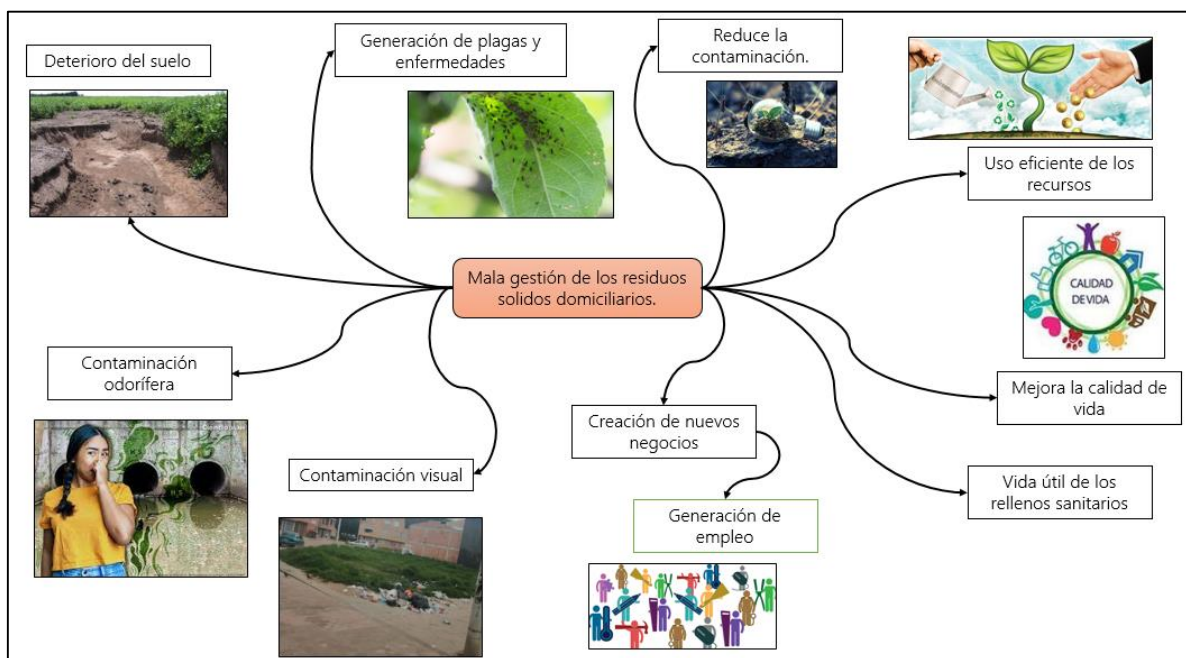 Deterioro del suelo
Generación de plagas y
enfermedades
Reduce la
contaminación.
Uso eficiente de los
recursos
CALIDAD
DE VIDA
Mala gestión de los residuos
solidos domiciliarios.
Contaminación
odorífera
Mejora la calidad de
vida
Creación de nuevos
negocios
Contaminación visual
Vida útil de los
rellenos sanitarios
Generación de
empleo